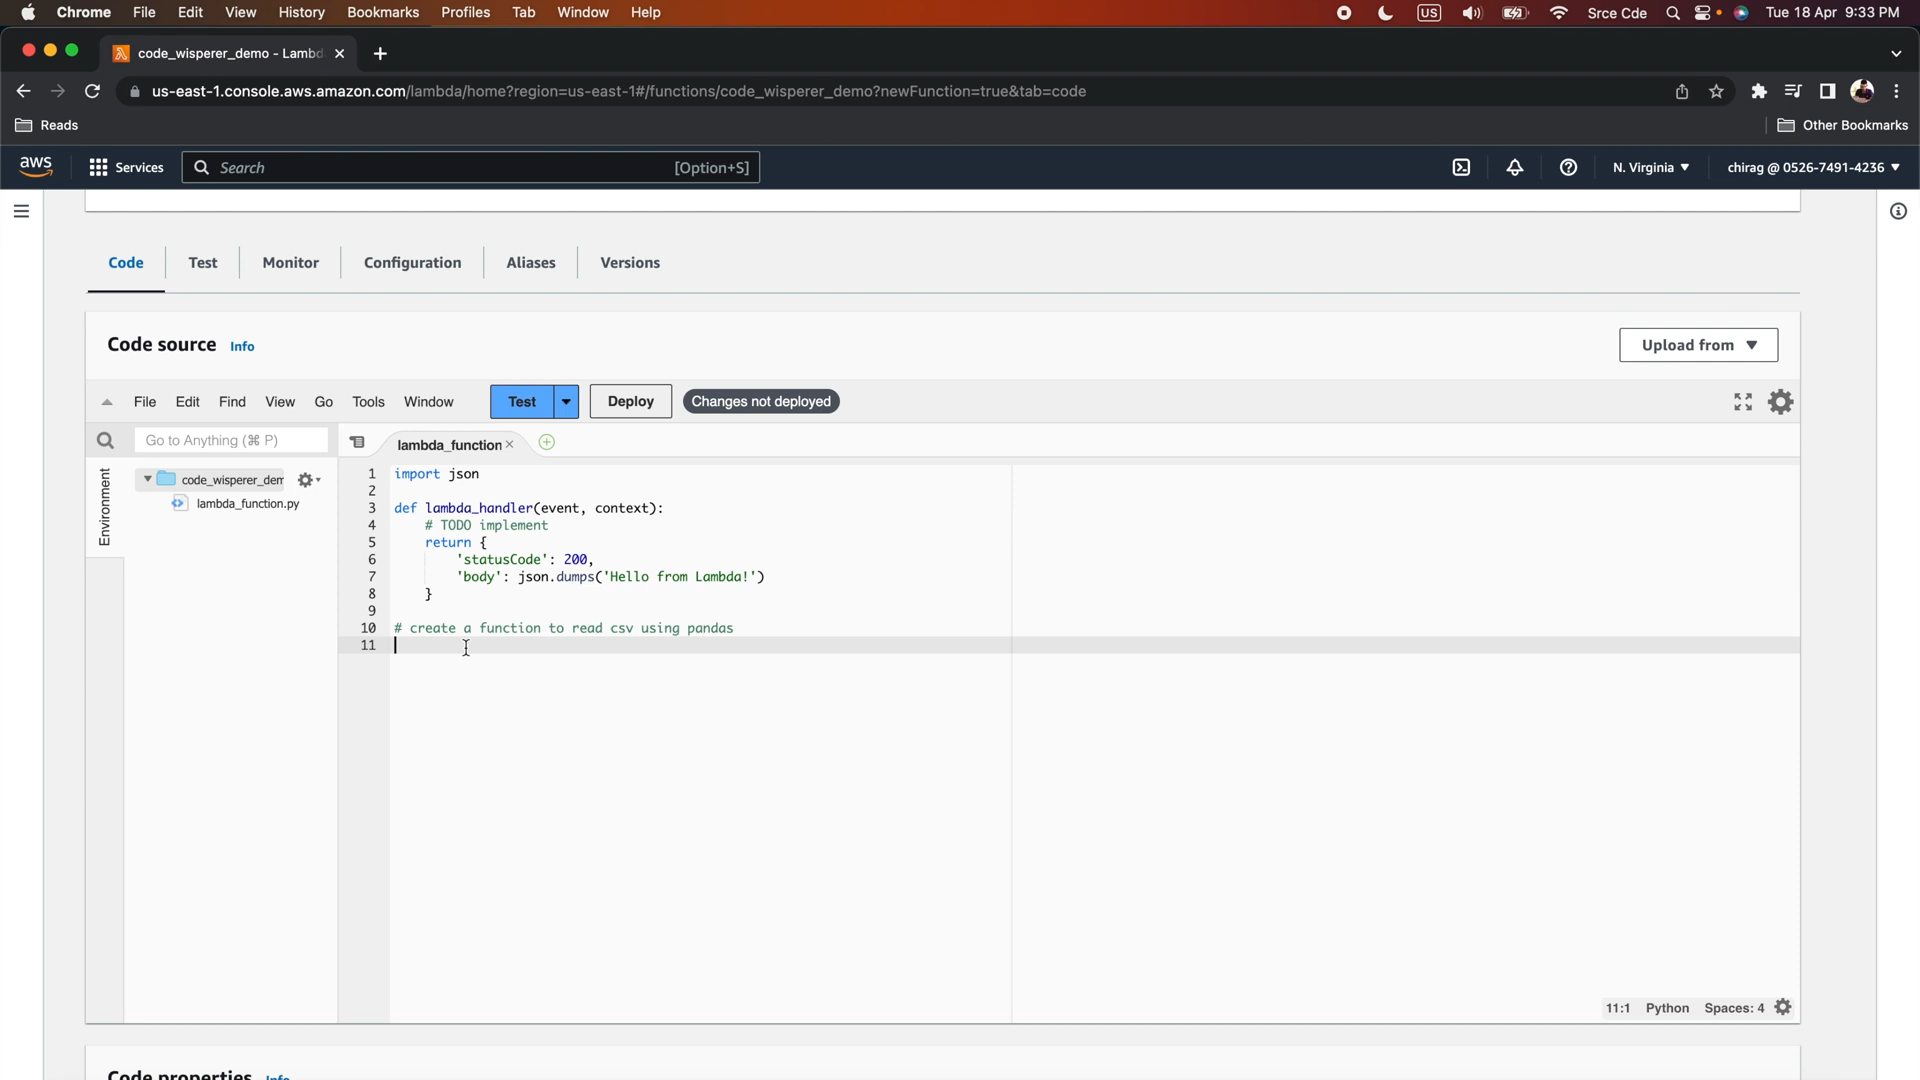 Chrome File Edit View History Bookmarks Profiles Tab Window Help US Srce Cde Tue 18 Apr 9:33 PM
code_wisperer_demo - Lambd
us-east-1.console.aws.amazon.com/lambda/home?region=us-east-1#/functions/code_wisperer_demo?newFunction=true&tab=code
Reads Other Bookmarks
aws Services Search [Option+S] N. Virginia chirag @ 0526-7491-4236
Code Test Monitor Configuration Aliases Versions
Code source Info Upload from
File Edit Find View Go Tools Window Test Deploy Changes not deployed
Go to Anything (⌘ P) lambda_function
Environment
code_wisperer_dem
lambda_function.py
1 import json
2
3 def lambda_handler(event, context):
4 # TODO implement
5 return {
6 'statusCode': 200,
7 'body': json.dumps('Hello from Lambda!')
8 }
9
10 # create a function to read csv using pandas
11
11:1 Python Spaces: 4
Code properties Info